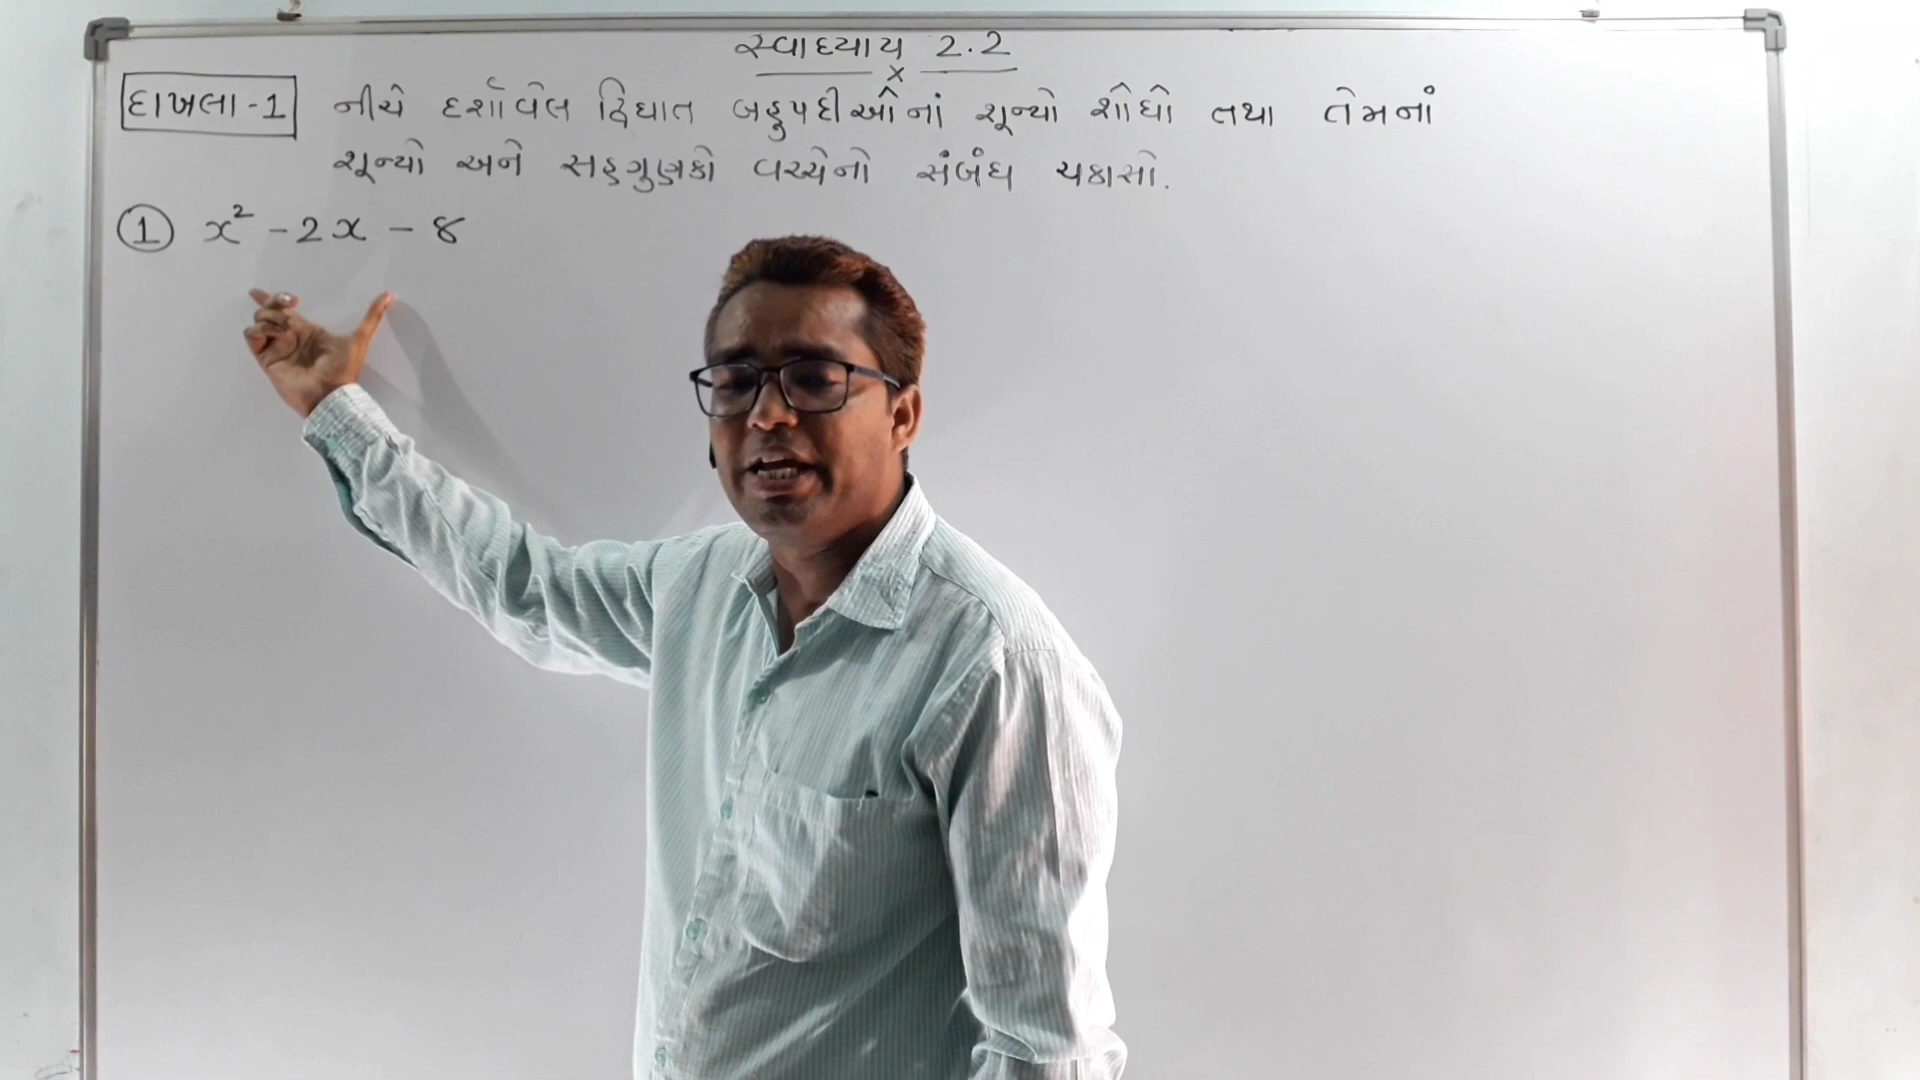 સ્વાધ્યાય 2.2
દાખલા-1 નીચે દર્શાવેલ દ્વિઘાત બહુપદીઓનાં શૂન્યો શોધો તથા તેમનાં
શૂન્યો અને સહગુણકો વચ્ચેનો સંબંધ ચકાસો.
① x² - 2x - 8